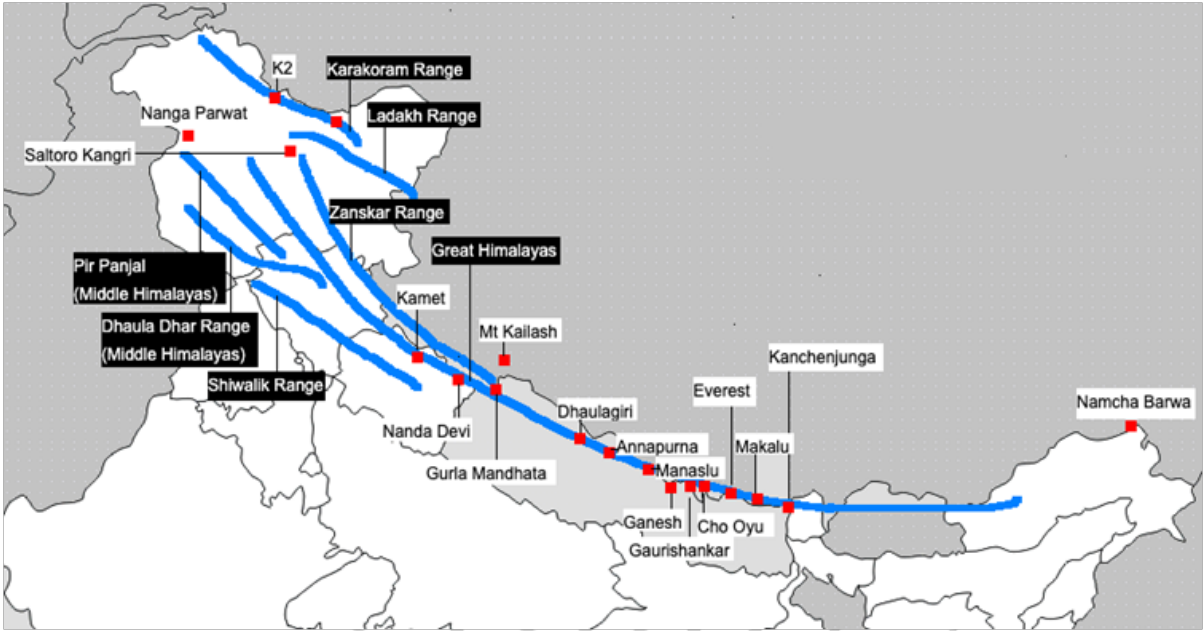 K2
Karakoram Range
Nanga Parwat
Ladakh Range
Saltoro Kangri
Zanskar Range
Great Himalayas
Pir Panjal
(Middle Himalayas)
Kamet
Dhaula Dhar Range
(Middle Himalayas)
Mt Kailash
Kanchenjunga
Shiwalik Range
Everest
Namcha Barwa
Dhaulagiri
Nanda Devi
Annapurna
Makalu
Gurla Mandhata
Manaslu
Ganesh
Cho Oyu
Gaurishankar